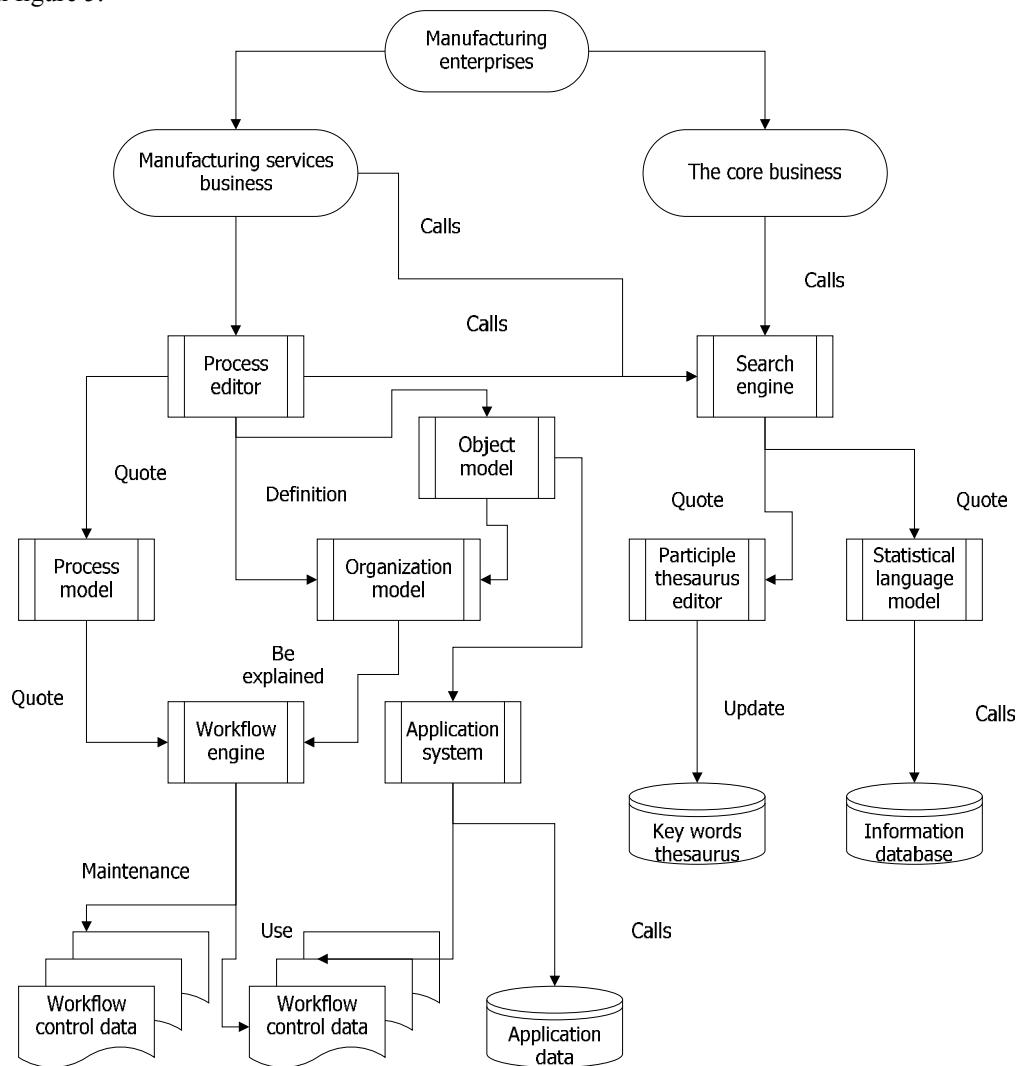 figure 5.
Manufacturing
enterprises
Manufacturing services
business
The core business
Calls
Calls
Calls
Process
editor
Search
engine
Object
model
Quote
Definition
Quote
Quote
Process
model
Organization
model
Participle
thesaurus
editor
Statistical
language
model
Be
explained
Quote
Update
Calls
Workflow
engine
Application
system
Key words
thesaurus
Information
database
Maintenance
Use
Calls
Workflow
control data
Workflow
control data
Application
data